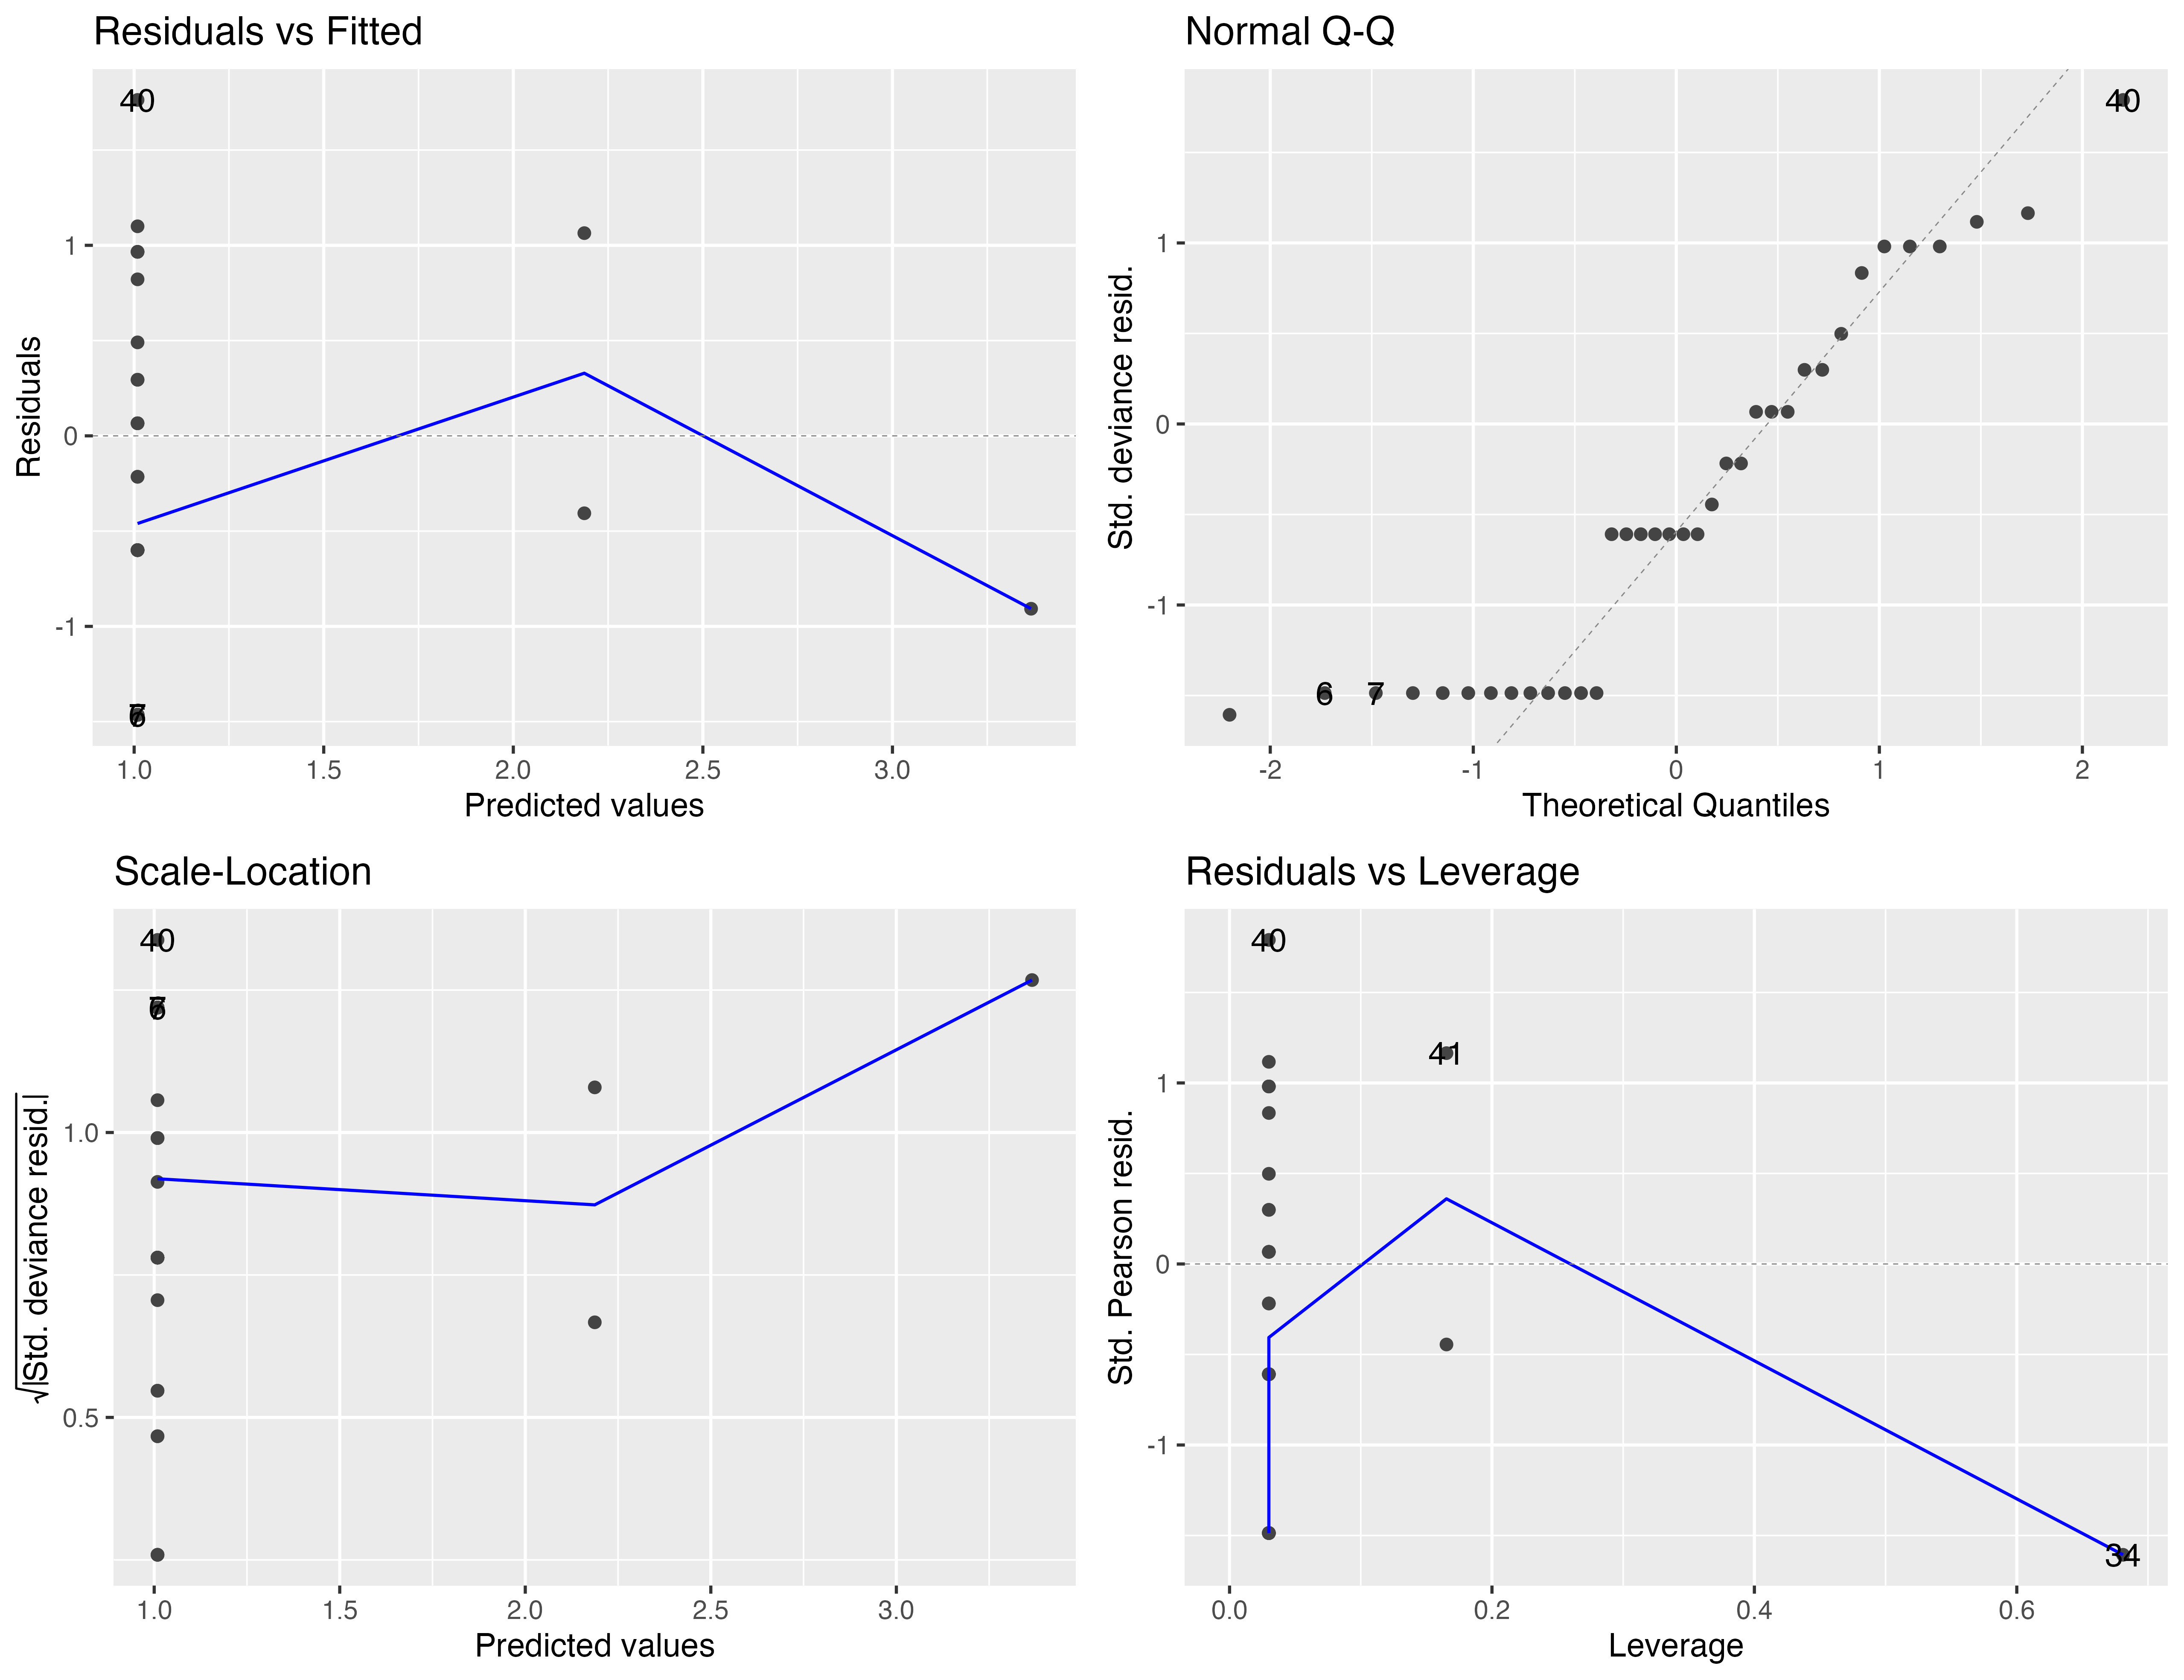 Residuals vs Fitted
40
1
0
-1
Residuals
6
7
1.0 1.5 2.0 2.5 3.0
Predicted values
Normal Q-Q
40
1
0
-1
Std. deviance resid.
6 7
-2 -1 0 1 2
Theoretical Quantiles
Scale-Location
40
6
7
1.0
0.5
√|Std. deviance resid.|
1.0 1.5 2.0 2.5 3.0
Predicted values
Residuals vs Leverage
40
41
1
0
-1
Std. Pearson resid.
34
0.0 0.2 0.4 0.6
Leverage